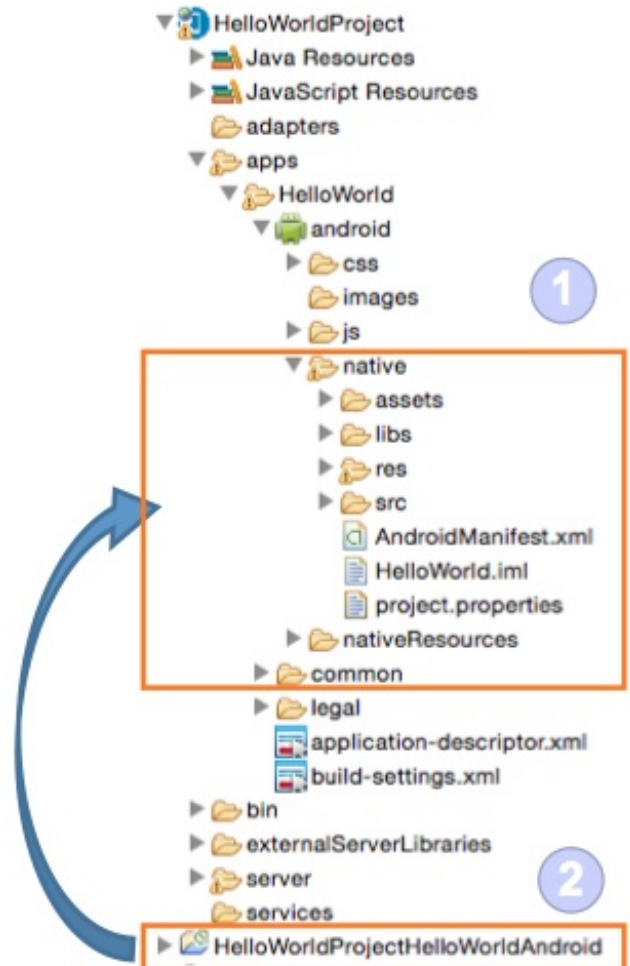 HelloWorldProject
Java Resources
JavaScript Resources
adapters
apps
HelloWorld
android
css
images
1
js
native
assets
libs
res
src
AndroidManifest.xml
HelloWorld.iml
project.properties
nativeResources
common
legal
application-descriptor.xml
build-settings.xml
bin
externalServerLibraries
server
2
services
HelloWorldProjectHelloWorldAndroid